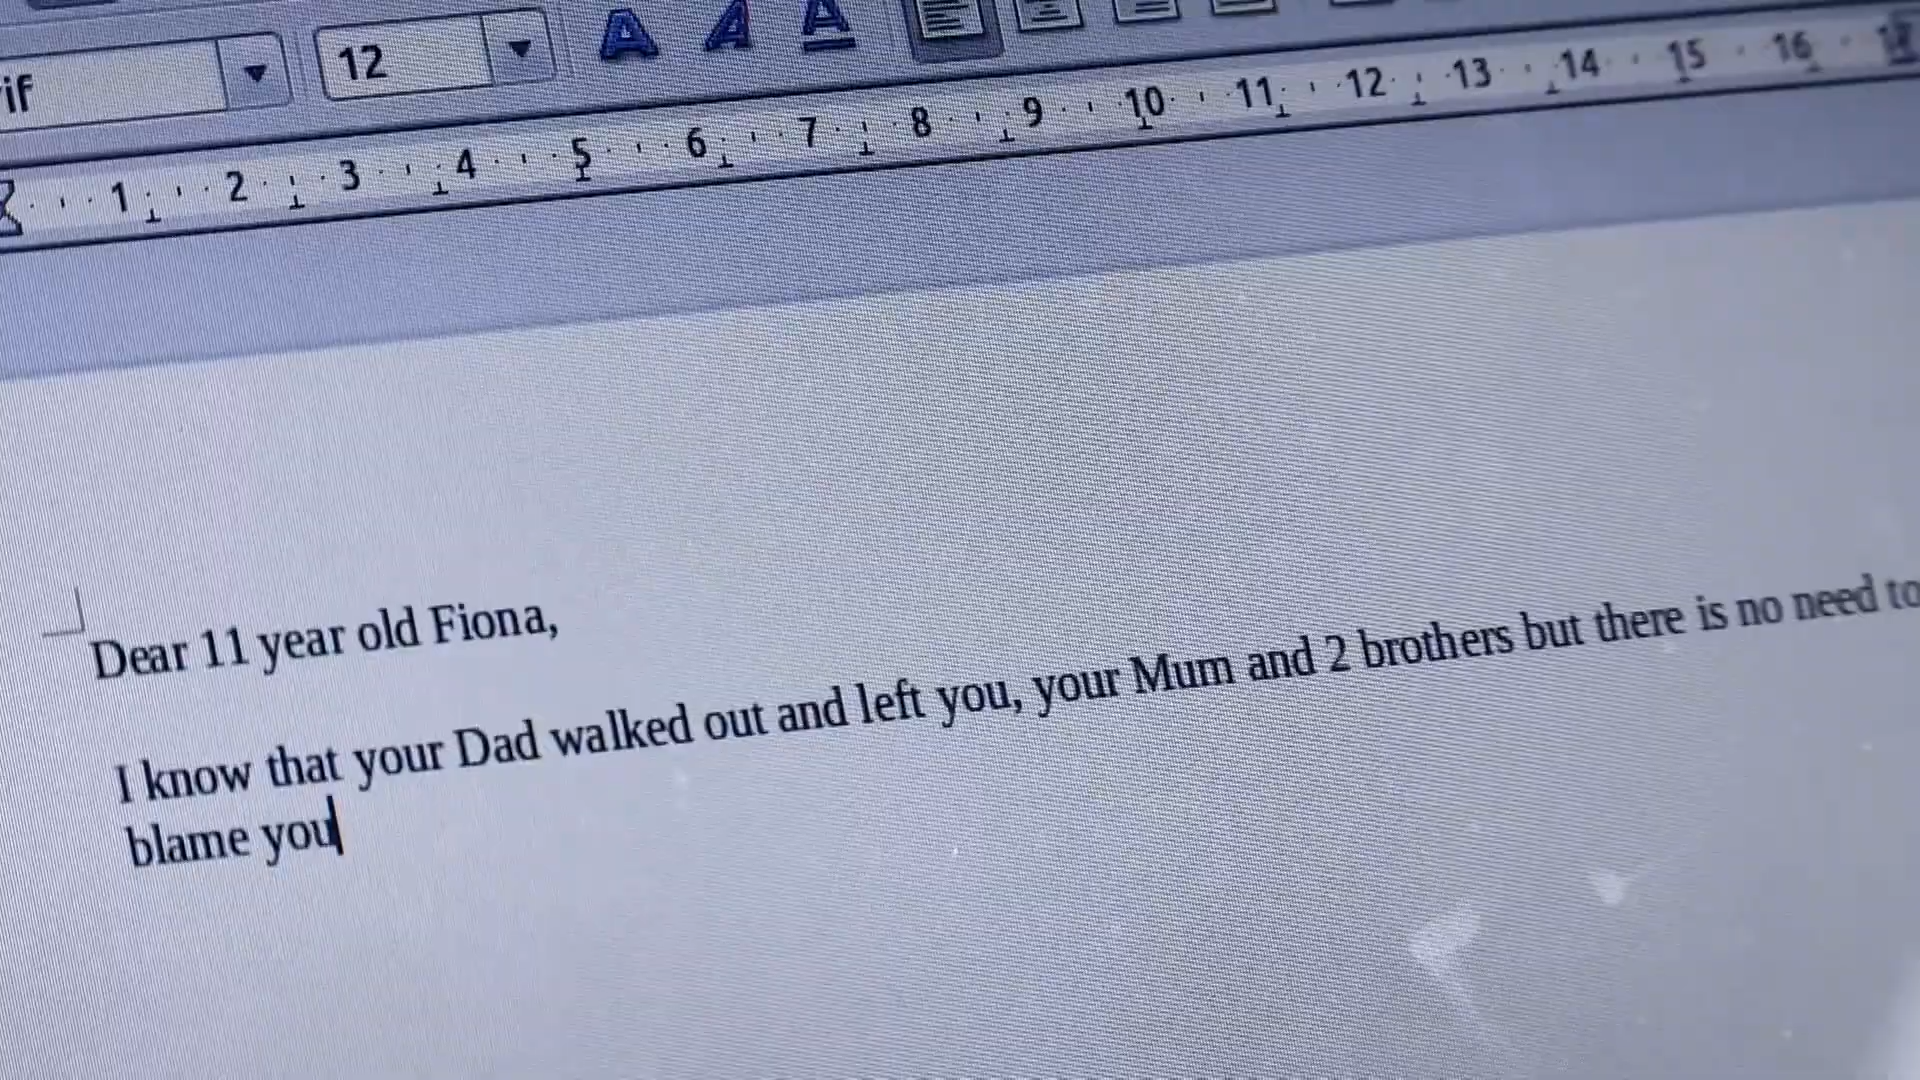 if
12
1 2 3 4 5 6 7 8 9 10 11 12 13 14 15 16
Dear 11 year old Fiona,
I know that your Dad walked out and left you, your Mum and 2 brothers but there is no need to
blame you